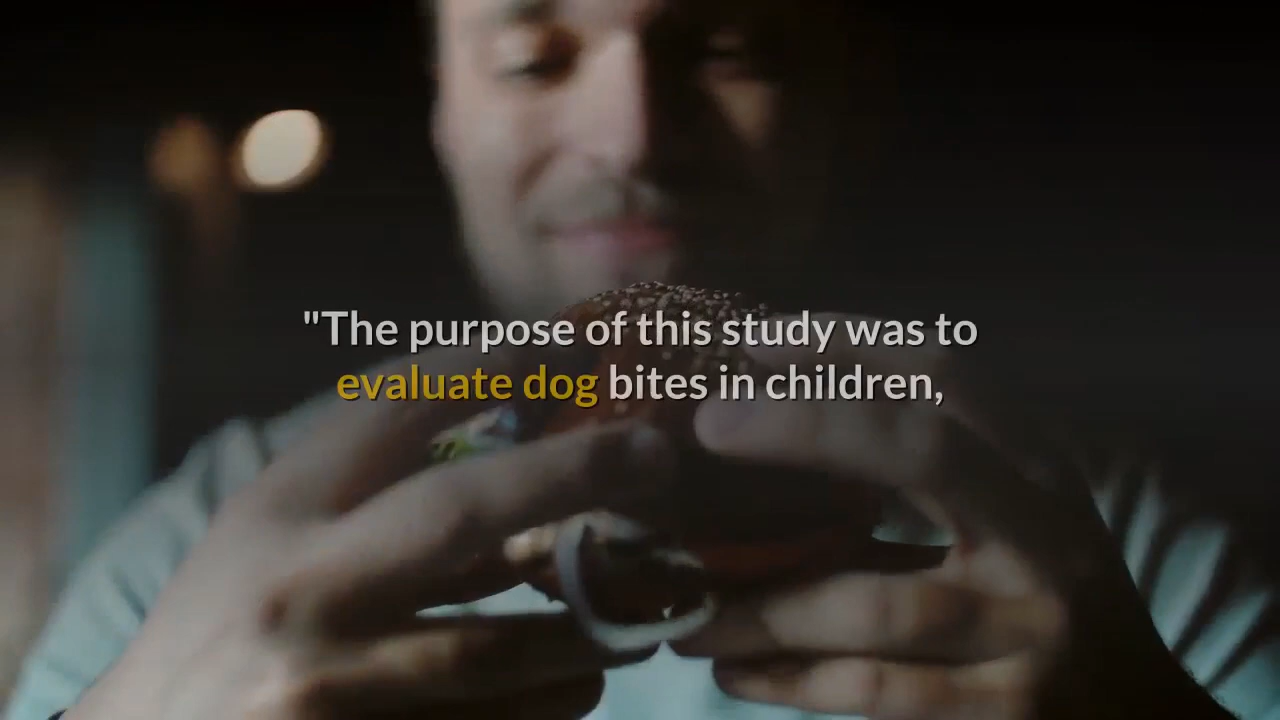 "The purpose of this study was to
evaluate dog bites in children,